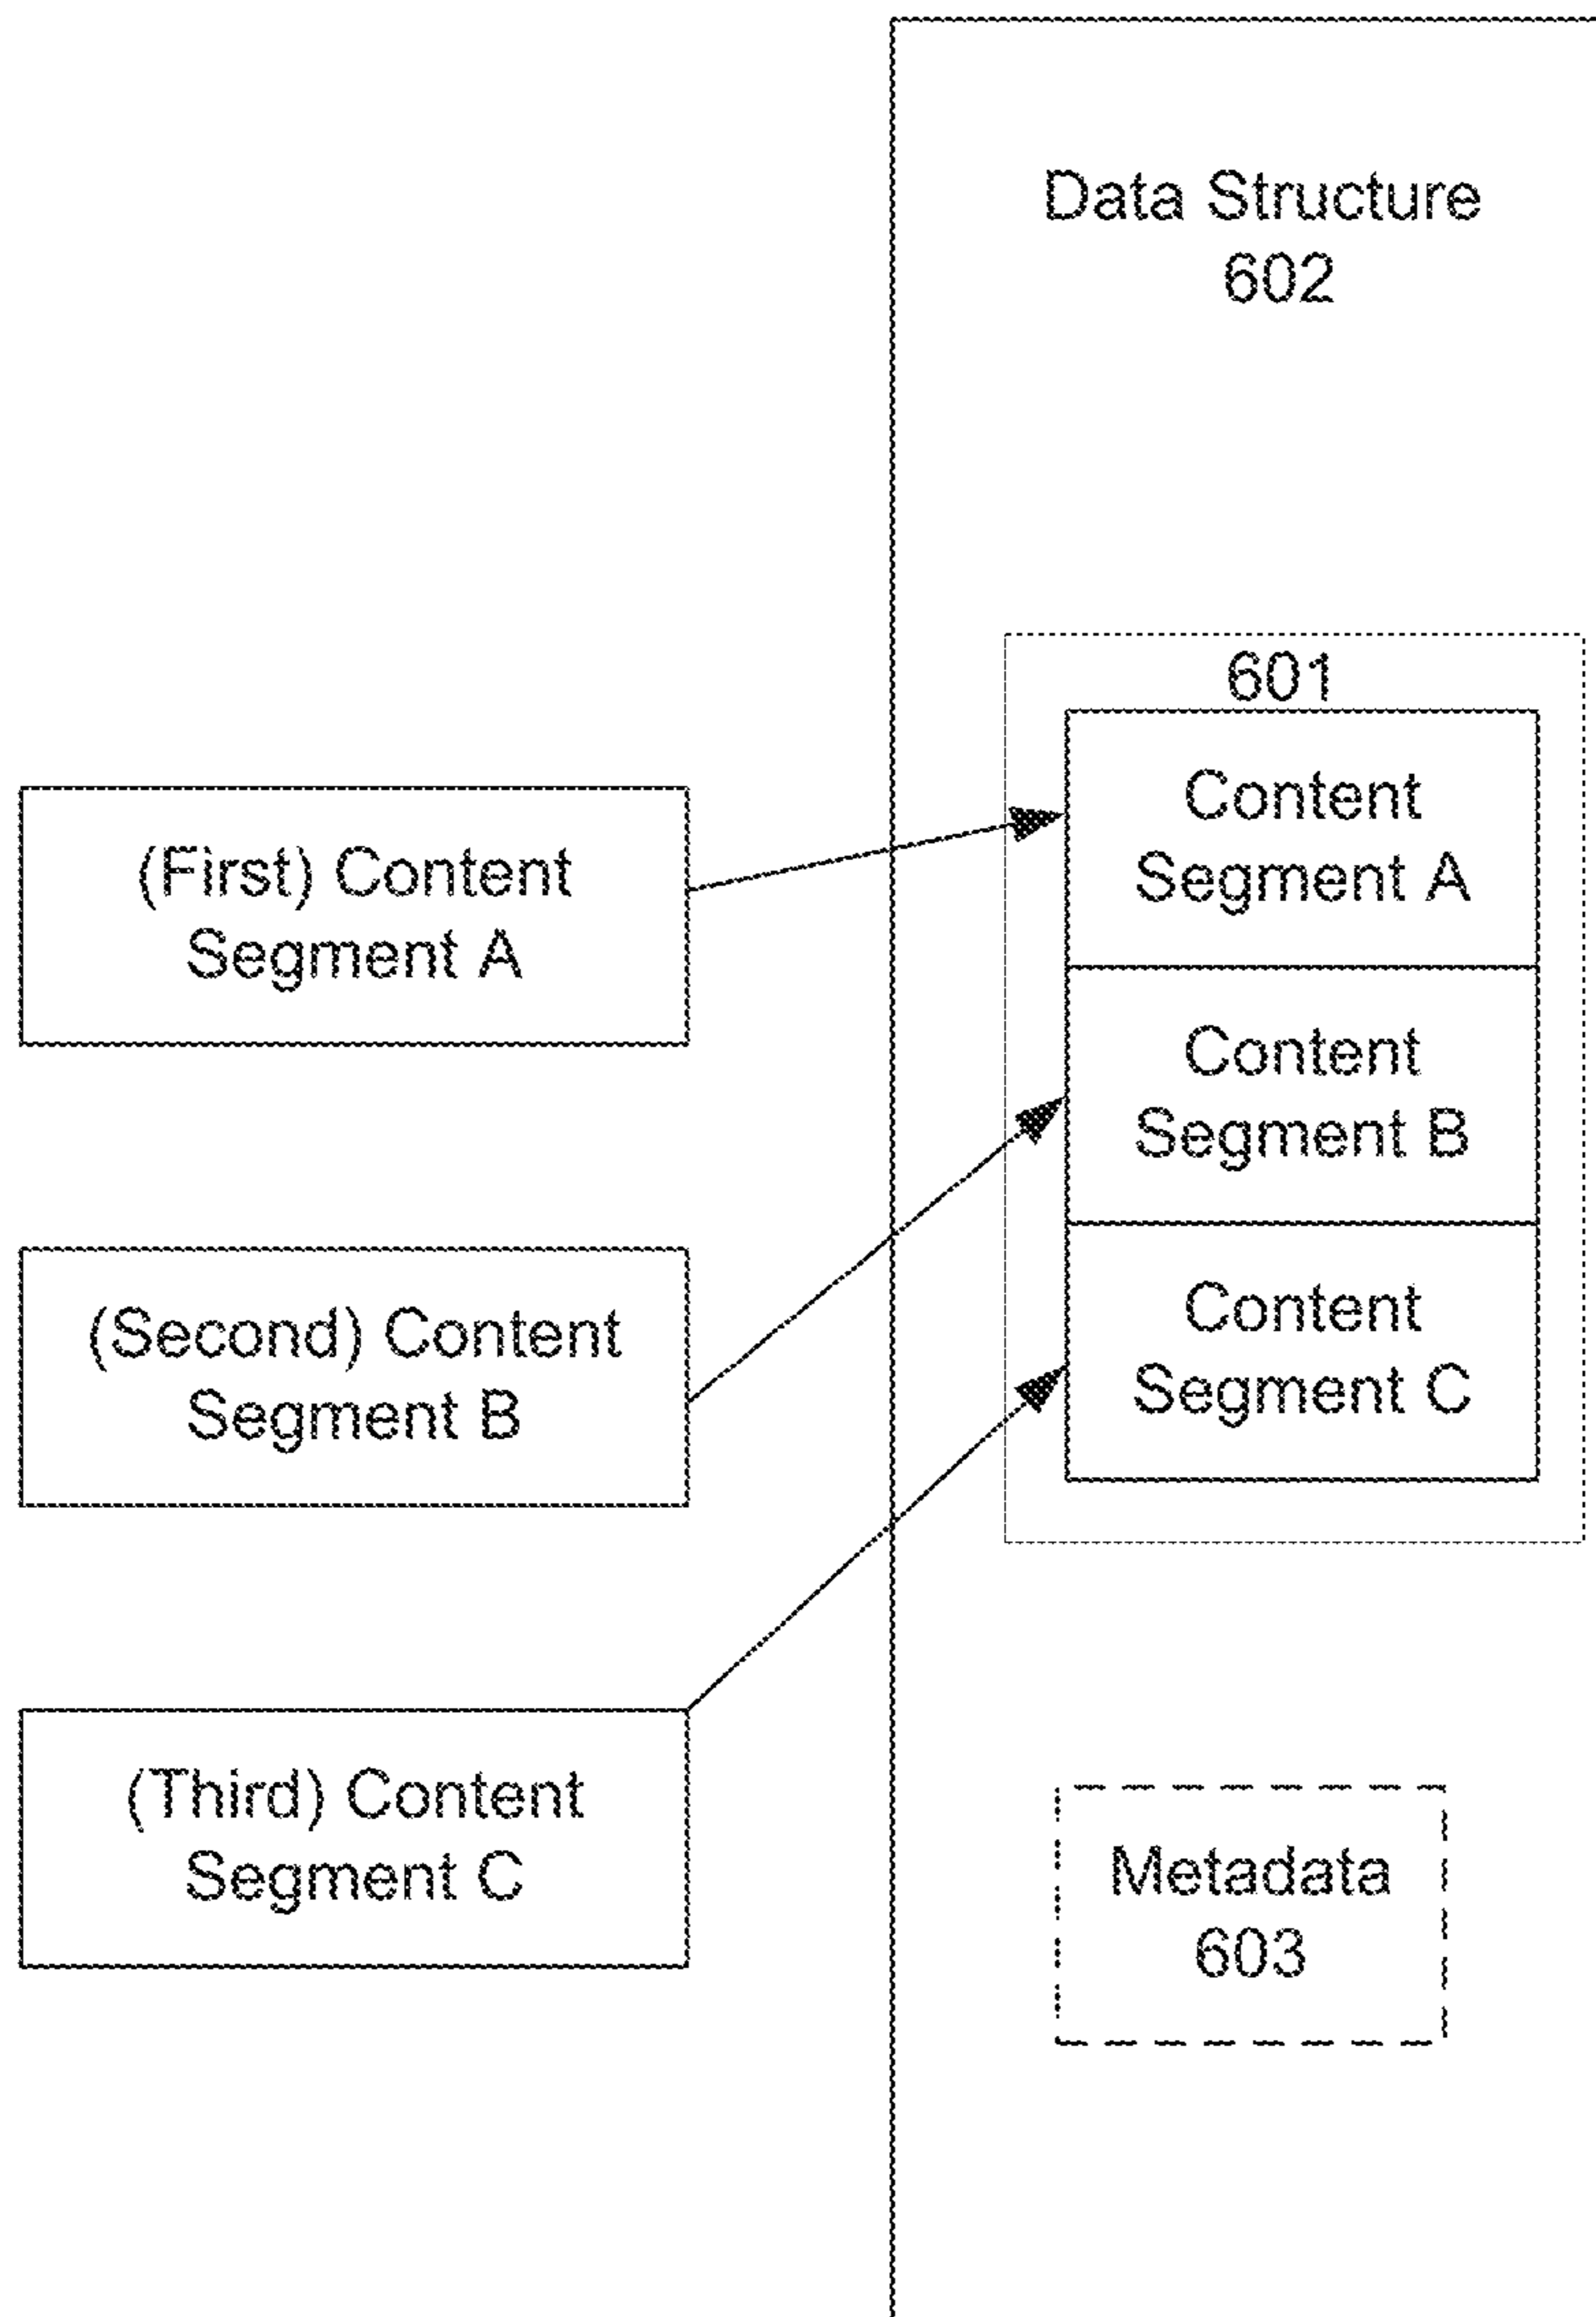 Data Structure
602
601
Content
Segment A
Content
Segment B
Content
Segment C
(First) Content
Segment A
(Second) Content
Segment B
(Third) Content
Segment C
Metadata
603